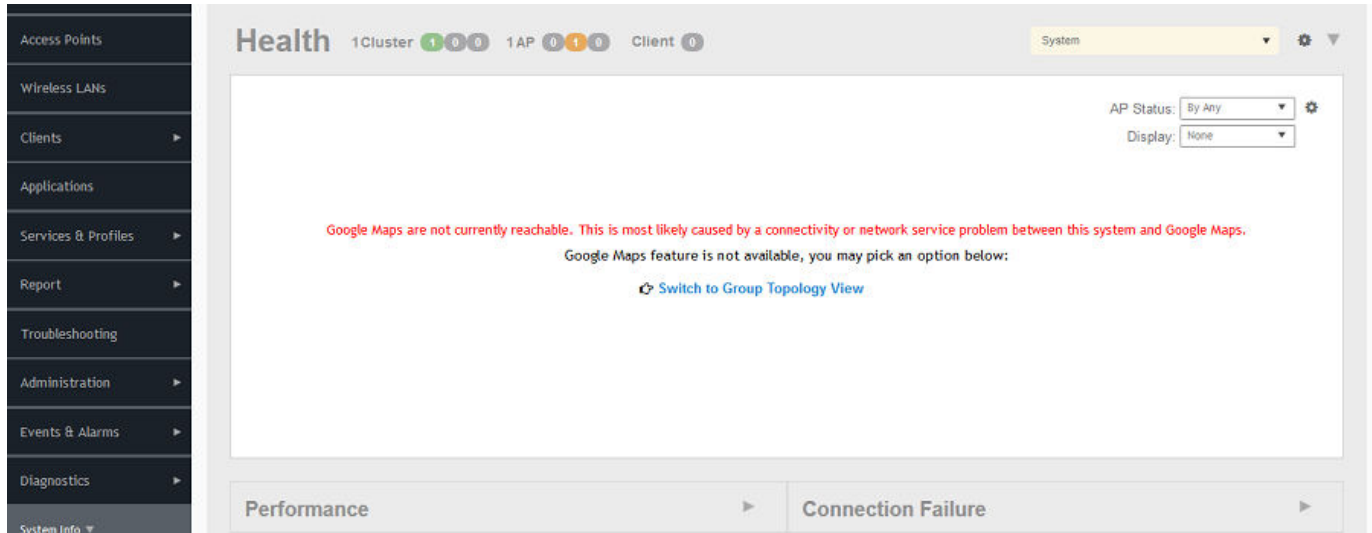 Access Points
Wireless LANs
Clients
Applications
Services & Profiles
Report
Troubleshooting
Administration
Events & Alarms
Diagnostics
System Info
Health 1Cluster 1 0 0 1AP 0 1 0 Client 0
System
AP Status: By Any
Display: None
Google Maps are not currently reachable. This is most likely caused by a connectivity or network service problem between this system and Google Maps.
Google Maps feature is not available, you may pick an option below:
Switch to Group Topology View
Performance
Connection Failure